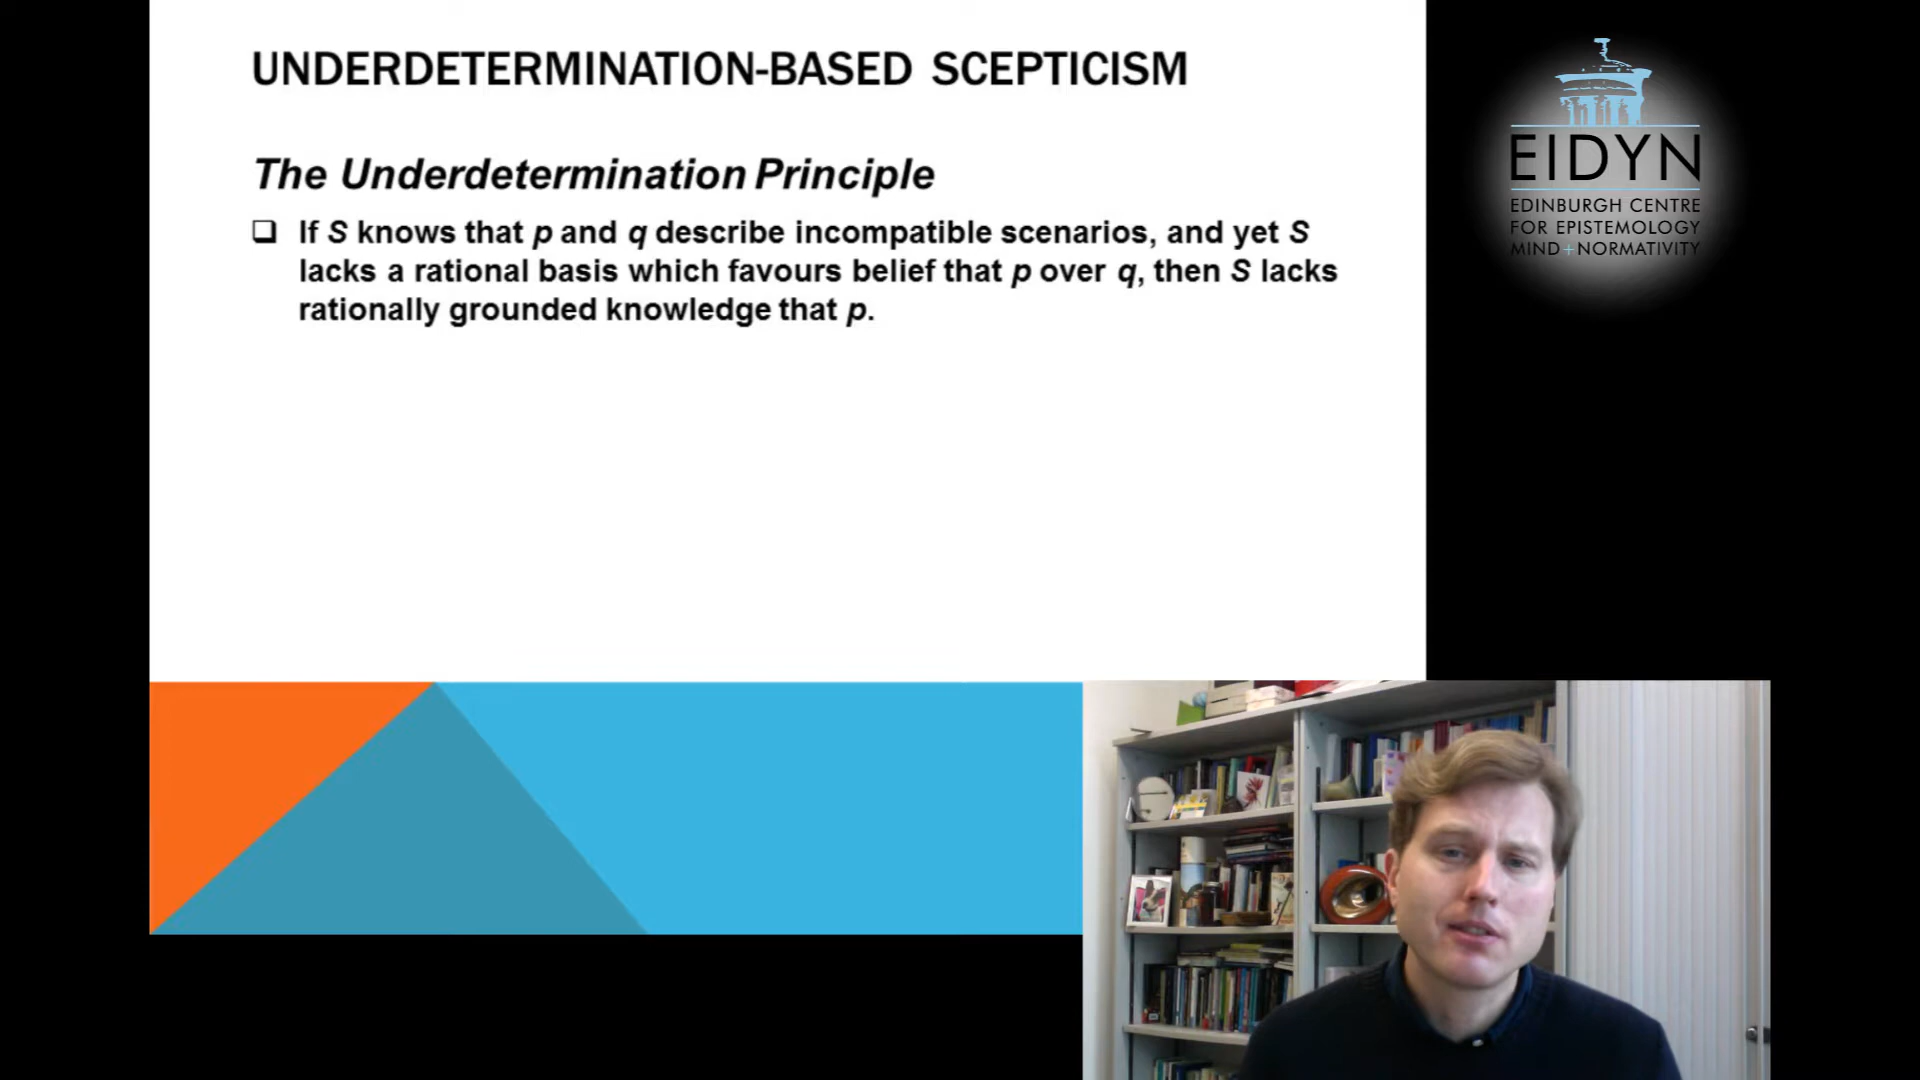 UNDERDETERMINATION-BASED SCEPTICISM
The Underdetermination Principle
If S knows that p and q describe incompatible scenarios, and yet S
lacks a rational basis which favours belief that p over q, then S lacks
rationally grounded knowledge that p.
EIDYN
EDINBURGH CENTRE
FOR EPISTEMOLOGY
MIND+NORMATIVITY